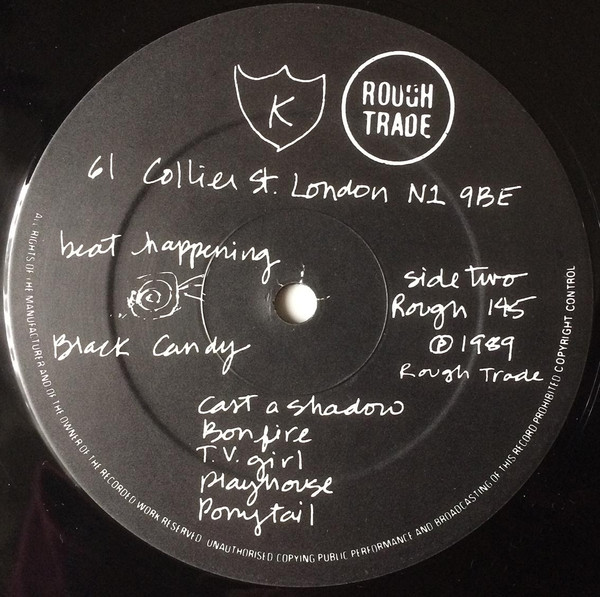 K
ROUGH
TRADE
61 Collier St. London N1 9BE
beat happening
Black Candy
side two
Rough 145
℗ 1989
Rough Trade
cast a shadow
Bonfire
T.V. girl
playhouse
Ponytail
ALL RIGHTS OF THE MANUFACTURER AND OF THE OWNER OF THE RECORDED WORK RESERVED. UNAUTHORISED COPYING PUBLIC PERFORMANCE AND BROADCASTING OF THIS RECORD PROHIBITED COPYRIGHT CONTROL